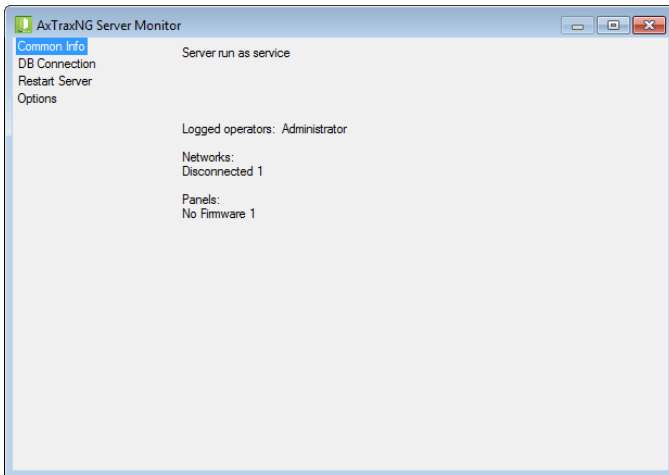 AxTraxNG Server Monitor
Common Info
DB Connection
Restart Server
Options
Server run as service
Logged operators: Administrator
Networks:
Disconnected 1
Panels:
No Firmware 1